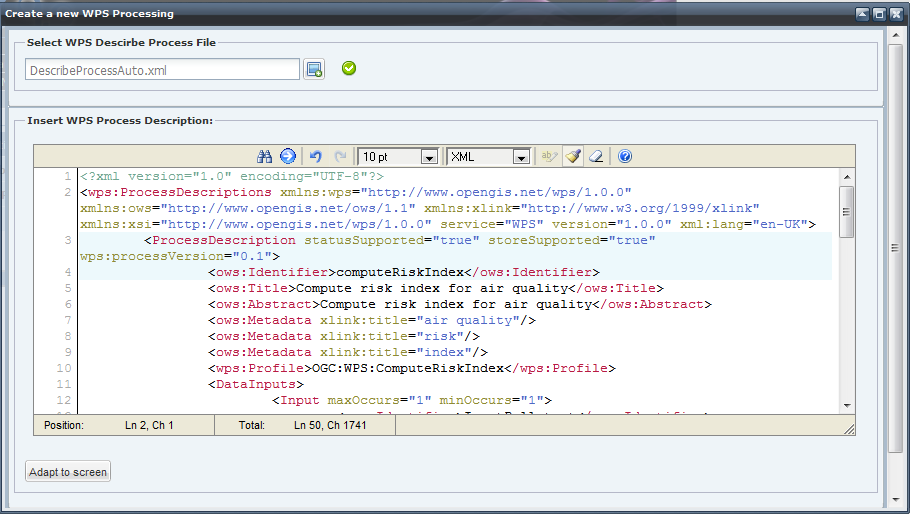 Create a new WPS Processing
Select WPS Descirbe Process File
DescribeProcessAuto.xml
Insert WPS Process Description:
10 pt XML
1 <?xml version="1.0" encoding="UTF-8"?>
2 <wps:ProcessDescriptions xmlns:wps="http://www.opengis.net/wps/1.0.0"
xmlns:ows="http://www.opengis.net/ows/1.1" xmlns:xlink="http://www.w3.org/1999/xlink"
xmlns:xsi="http://www.opengis.net/wps/1.0.0" service="WPS" version="1.0.0" xml:lang="en-UK">
3 <ProcessDescription statusSupported="true" storeSupported="true"
wps:processVersion="0.1">
4 <ows:Identifier>computeRiskIndex</ows:Identifier>
5 <ows:Title>Compute risk index for air quality</ows:Title>
6 <ows:Abstract>Compute risk index for air quality</ows:Abstract>
7 <ows:Metadata xlink:title="air quality"/>
8 <ows:Metadata xlink:title="risk"/>
9 <ows:Metadata xlink:title="index"/>
10 <wps:Profile>OGC:WPS:ComputeRiskIndex</wps:Profile>
11 <DataInputs>
12 <Input maxOccurs="1" minOccurs="1">
Position: Ln 2, Ch 1 Total: Ln 50, Ch 1741
Adapt to screen